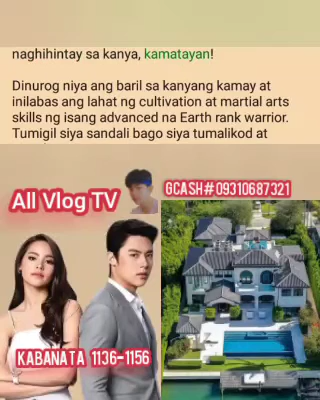 naghihintay sa kanya, kamatayan!
Dinurog niya ang baril sa kanyang kamay at
inilabas ang lahat ng cultivation at martial arts
skills ng isang advanced na Earth rank warrior.
Tumigil siya sandali bago siya tumalikod at
GCASH#09310687321
All Vlog TV
KABANATA 1136-1156